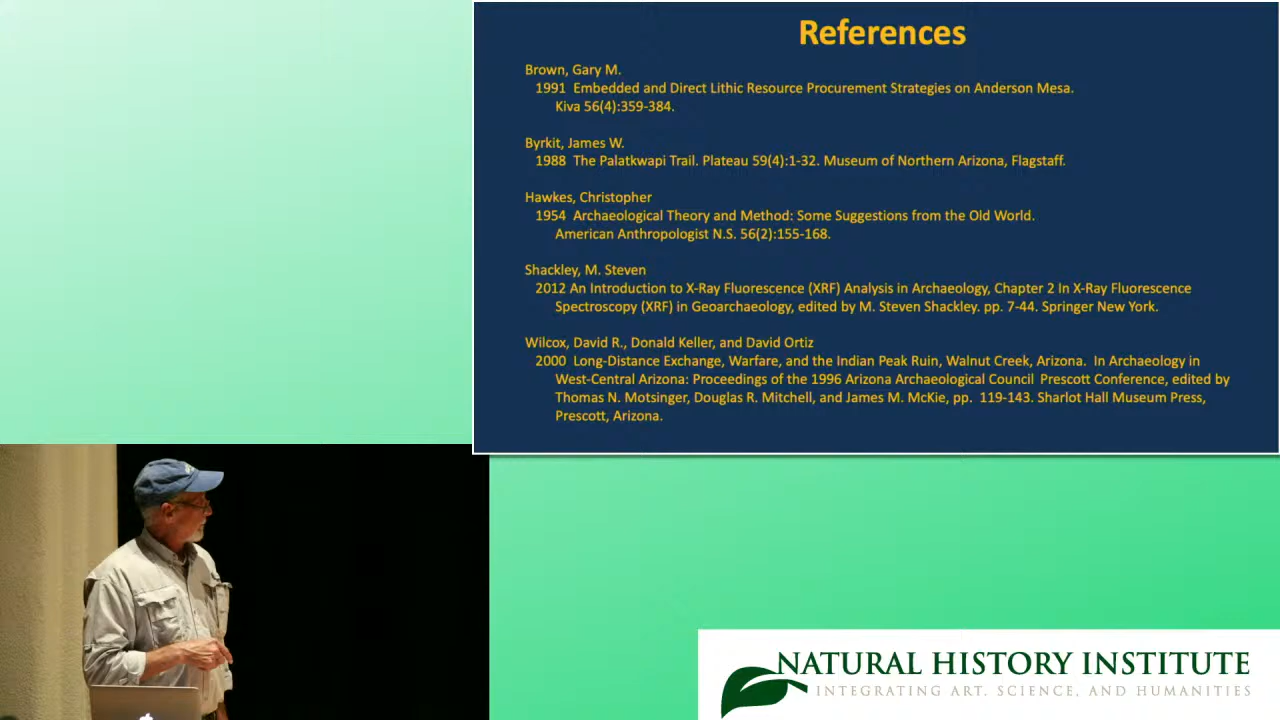 References
Brown, Gary M.
1991 Embedded and Direct Lithic Resource Procurement Strategies on Anderson Mesa.
Kiva 56(4):359-384.
Byrkit, James W.
1988 The Palatkwapi Trail. Plateau 59(4):1-32. Museum of Northern Arizona, Flagstaff.
Hawkes, Christopher
1954 Archaeological Theory and Method: Some Suggestions from the Old World.
American Anthropologist N.S. 56(2):155-168.
Shackley, M. Steven
2012 An Introduction to X-Ray Fluorescence (XRF) Analysis in Archaeology, Chapter 2 In X-Ray Fluorescence
Spectroscopy (XRF) in Geoarchaeology, edited by M. Steven Shackley. pp. 7-44. Springer New York.
Wilcox, David R., Donald Keller, and David Ortiz
2000 Long-Distance Exchange, Warfare, and the Indian Peak Ruin, Walnut Creek, Arizona. In Archaeology in
West-Central Arizona: Proceedings of the 1996 Arizona Archaeological Council Prescott Conference, edited by
Thomas N. Motsinger, Douglas R. Mitchell, and James M. McKie, pp. 119-143. Sharlot Hall Museum Press,
Prescott, Arizona.
NATURAL HISTORY INSTITUTE
INTEGRATING ART, SCIENCE, AND HUMANITIES